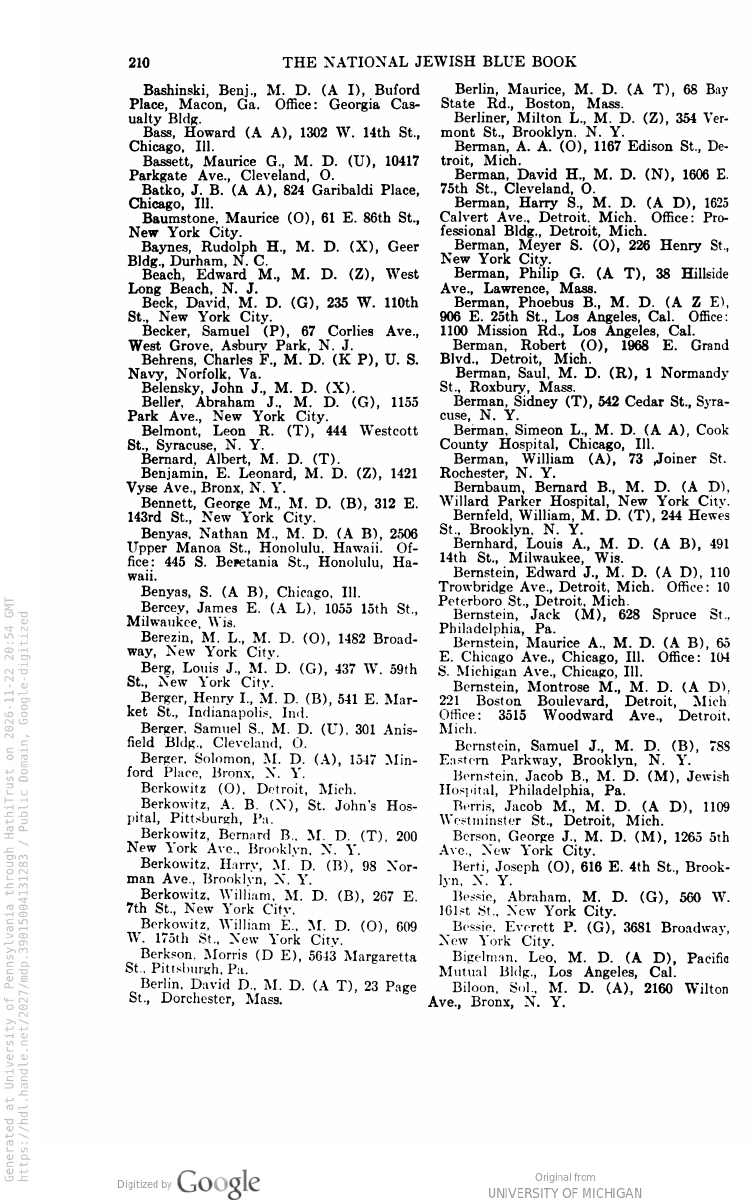 210
THE NATIONAL JEWISH BLUE BOOK
Bashinski, Benj., M. D. (A I), Buford
Place, Macon, Ga. Office: Georgia Cas-
ualty Bldg.
Bass, Howard (A A), 1302 W. 14th St.,
Chicago, Ill.
Bassett, Maurice G., M. D. (U), 10417
Parkgate Ave., Cleveland, O.
Batko, J. B. (A A), 824 Garibaldi Place,
Chicago, Ill.
Baumstone, Maurice (O), 61 E. 86th St.,
New York City.
Baynes, Rudolph H., M. D. (X), Geer
Bldg., Durham, N. C.
Beach, Edward M., M. D. (Z), West
Long Beach, N. J.
Beck, David, M. D. (G), 235 W. 110th
St., New York City.
Becker, Samuel (P), 67 Corlies Ave.,
West Grove, Asbury Park, N. J.
Behrens, Charles F., M. D. (K P), U. S.
Navy, Norfolk, Va.
Belensky, John J., M. D. (X).
Beller, Abraham J., M. D. (G), 1155
Park Ave., New York City.
Belmont, Leon R. (T), 444 Westcott
St., Syracuse, N. Y.
Bernard, Albert, M. D. (T).
Benjamin, E. Leonard, M. D. (Z), 1421
Vyse Ave., Bronx, N. Y.
Bennett, George M., M. D. (B), 312 E.
143rd St., New York City.
Benyas, Nathan M., M. D. (A B), 2506
Upper Manoa St., Honolulu, Hawaii. Of-
fice: 445 S. Beretania St., Honolulu, Ha-
waii.
Benyas, S. (A B), Chicago, Ill.
Bercey, James E. (A L), 1055 15th St.,
Milwaukee, Wis.
Berezin, M. L., M. D. (O), 1482 Broad-
way, New York City.
Berg, Louis J., M. D. (G), 437 W. 59th
St., New York City.
Berger, Henry I., M. D. (B), 541 E. Mar-
ket St., Indianapolis, Ind.
Berger, Samuel S., M. D. (U), 301 Anis-
field Bldg., Cleveland, O.
Berger, Solomon, M. D. (A), 1547 Min-
ford Place, Bronx, N. Y.
Berkowitz (O), Detroit, Mich.
Berkowitz, A. B. (N), St. John's Hos-
pital, Pittsburgh, Pa.
Berkowitz, Bernard B., M. D. (T), 200
New York Ave., Brooklyn, N. Y.
Berkowitz, Harry, M. D. (B), 98 Nor-
man Ave., Brooklyn, N. Y.
Berkowitz, William, M. D. (B), 267 E.
7th St., New York City.
Berkowitz, William E., M. D. (O), 609
W. 175th St., New York City.
Berkson, Morris (D E), 5643 Margaretta
St., Pittsburgh, Pa.
Berlin, David D., M. D. (A T), 23 Page
St., Dorchester, Mass.
Berlin, Maurice, M. D. (A T), 68 Bay
State Rd., Boston, Mass.
Berliner, Milton L., M. D. (Z), 354 Ver-
mont St., Brooklyn, N. Y.
Berman, A. A. (O), 1167 Edison St., De-
troit, Mich.
Berman, David H., M. D. (N), 1606 E.
75th St., Cleveland, O.
Berman, Harry S., M. D. (A D), 1625
Calvert Ave., Detroit, Mich. Office: Pro-
fessional Bldg., Detroit, Mich.
Berman, Meyer S. (O), 226 Henry St.,
New York City.
Berman, Philip G. (A T), 38 Hillside
Ave., Lawrence, Mass.
Berman, Phoebus B., M. D. (A Z E),
906 E. 25th St., Los Angeles, Cal. Office:
1100 Mission Rd., Los Angeles, Cal.
Berman, Robert (O), 1968 E. Grand
Blvd., Detroit, Mich.
Berman, Saul, M. D. (R), 1 Normandy
St., Roxbury, Mass.
Berman, Sidney (T), 542 Cedar St., Syra-
cuse, N. Y.
Berman, Simeon L., M. D. (A A), Cook
County Hospital, Chicago, Ill.
Berman, William (A), 73 Joiner St.
Rochester, N. Y.
Bernbaum, Bernard B., M. D. (A D),
Willard Parker Hospital, New York City.
Bernfeld, William, M. D. (T), 244 Hewes
St., Brooklyn, N. Y.
Bernhard, Louis A., M. D. (A B), 491
14th St., Milwaukee, Wis.
Bernstein, Edward J., M. D. (A D), 110
Trowbridge Ave., Detroit, Mich. Office: 10
Peterboro St., Detroit, Mich.
Bernstein, Jack (M), 628 Spruce St.,
Philadelphia, Pa.
Bernstein, Maurice A., M. D. (A B), 65
E. Chicago Ave., Chicago, Ill. Office: 104
S. Michigan Ave., Chicago, Ill.
Bernstein, Montrose M., M. D. (A D),
221 Boston Boulevard, Detroit, Mich
Office: 3515 Woodward Ave., Detroit,
Mich.
Bernstein, Samuel J., M. D. (B), 788
Eastern Parkway, Brooklyn, N. Y.
Bernstein, Jacob B., M. D. (M), Jewish
Hospital, Philadelphia, Pa.
Berris, Jacob M., M. D. (A D), 1109
Westminster St., Detroit, Mich.
Berson, George J., M. D. (M), 1265 5th
Ave., New York City.
Berti, Joseph (O), 616 E. 4th St., Brook-
lyn, N. Y.
Bessie, Abraham, M. D. (G), 560 W.
161st St., New York City.
Bessie, Everett P. (G), 3681 Broadway,
New York City.
Bigelman, Leo, M. D. (A D), Pacific
Mutual Bldg., Los Angeles, Cal.
Biloon, Sol., M. D. (A), 2160 Wilton
Ave., Bronx, N. Y.
Generated at University of Pennsylvania through HathiTrust on 2026-11-22 20:54 GMT
https://hdl.handle.net/2027/mdp.39015004131283 / Public Domain, Google-digitized
Digitized by Google
Original from
UNIVERSITY OF MICHIGAN